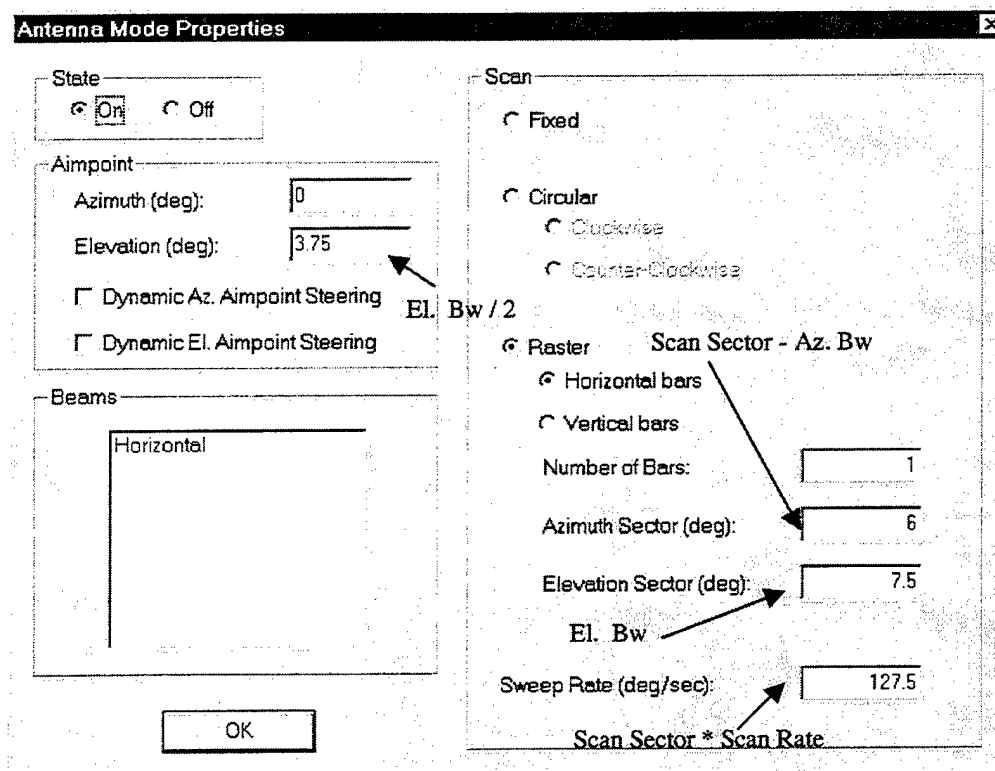 Antenna Mode Properties
State
On
Off
Aimpoint
Azimuth (deg):
0
Elevation (deg):
3.75
El. Bw / 2
Dynamic Az. Aimpoint Steering
Dynamic El. Aimpoint Steering
Beams
Horizontal
OK
Scan
Fixed
Circular
Clockwise
Counter-Clockwise
Raster
Scan Sector - Az. Bw
Horizontal bars
Vertical bars
Number of Bars:
1
Azimuth Sector (deg):
6
Elevation Sector (deg):
7.5
El. Bw
Sweep Rate (deg/sec):
127.5
Scan Sector * Scan Rate